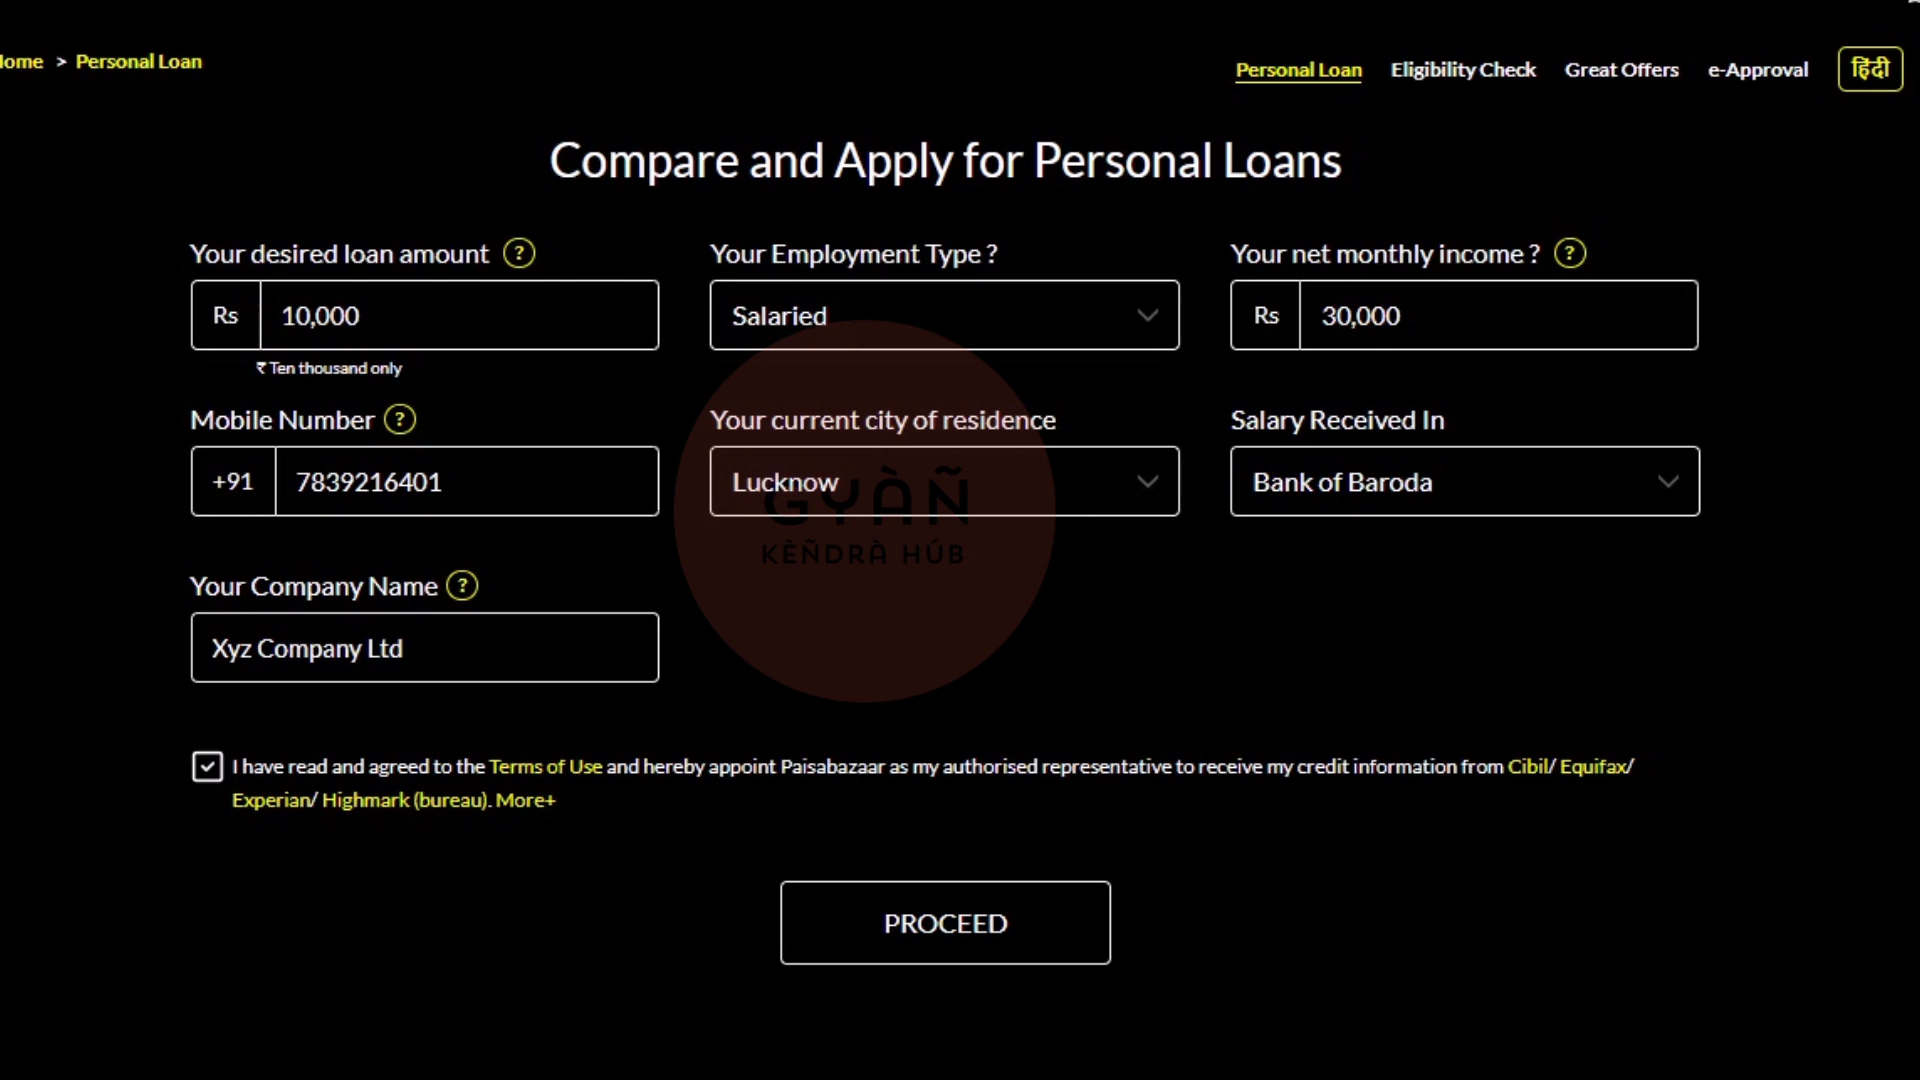 Home > Personal Loan
Personal Loan Eligibility Check Great Offers e-Approval हिंदी
Compare and Apply for Personal Loans
Your desired loan amount ? Your Employment Type ? Your net monthly income ? ?
Rs 10,000 Salaried Rs 30,000
₹ Ten thousand only
Mobile Number ? Your current city of residence Salary Received In
+91 7839216401 Lucknow Bank of Baroda
GYÀÑ
KÈÑDRÀ HÚB
Your Company Name ?
Xyz Company Ltd
I have read and agreed to the Terms of Use and hereby appoint Paisabazaar as my authorised representative to receive my credit information from Cibil/ Equifax/
Experian/ Highmark (bureau). More+
PROCEED